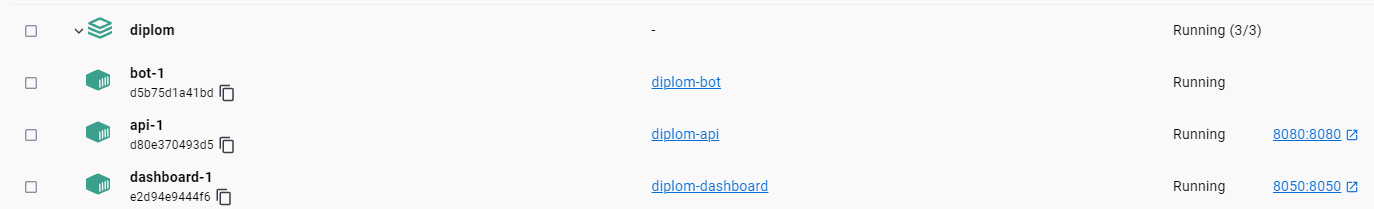 diplom - Running (3/3)
bot-1
d5b75d1a41bd diplom-bot Running
api-1
d80e370493d5 diplom-api Running 8080:8080
dashboard-1
e2d94e9444f6 diplom-dashboard Running 8050:8050